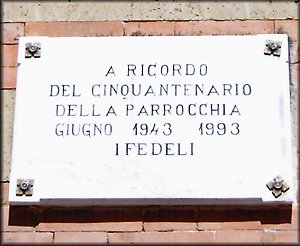 A RICORDO
DEL CINQUANTENARIO
DELLA PARROCCHIA
GIUGNO 1943 1993
I FEDELI